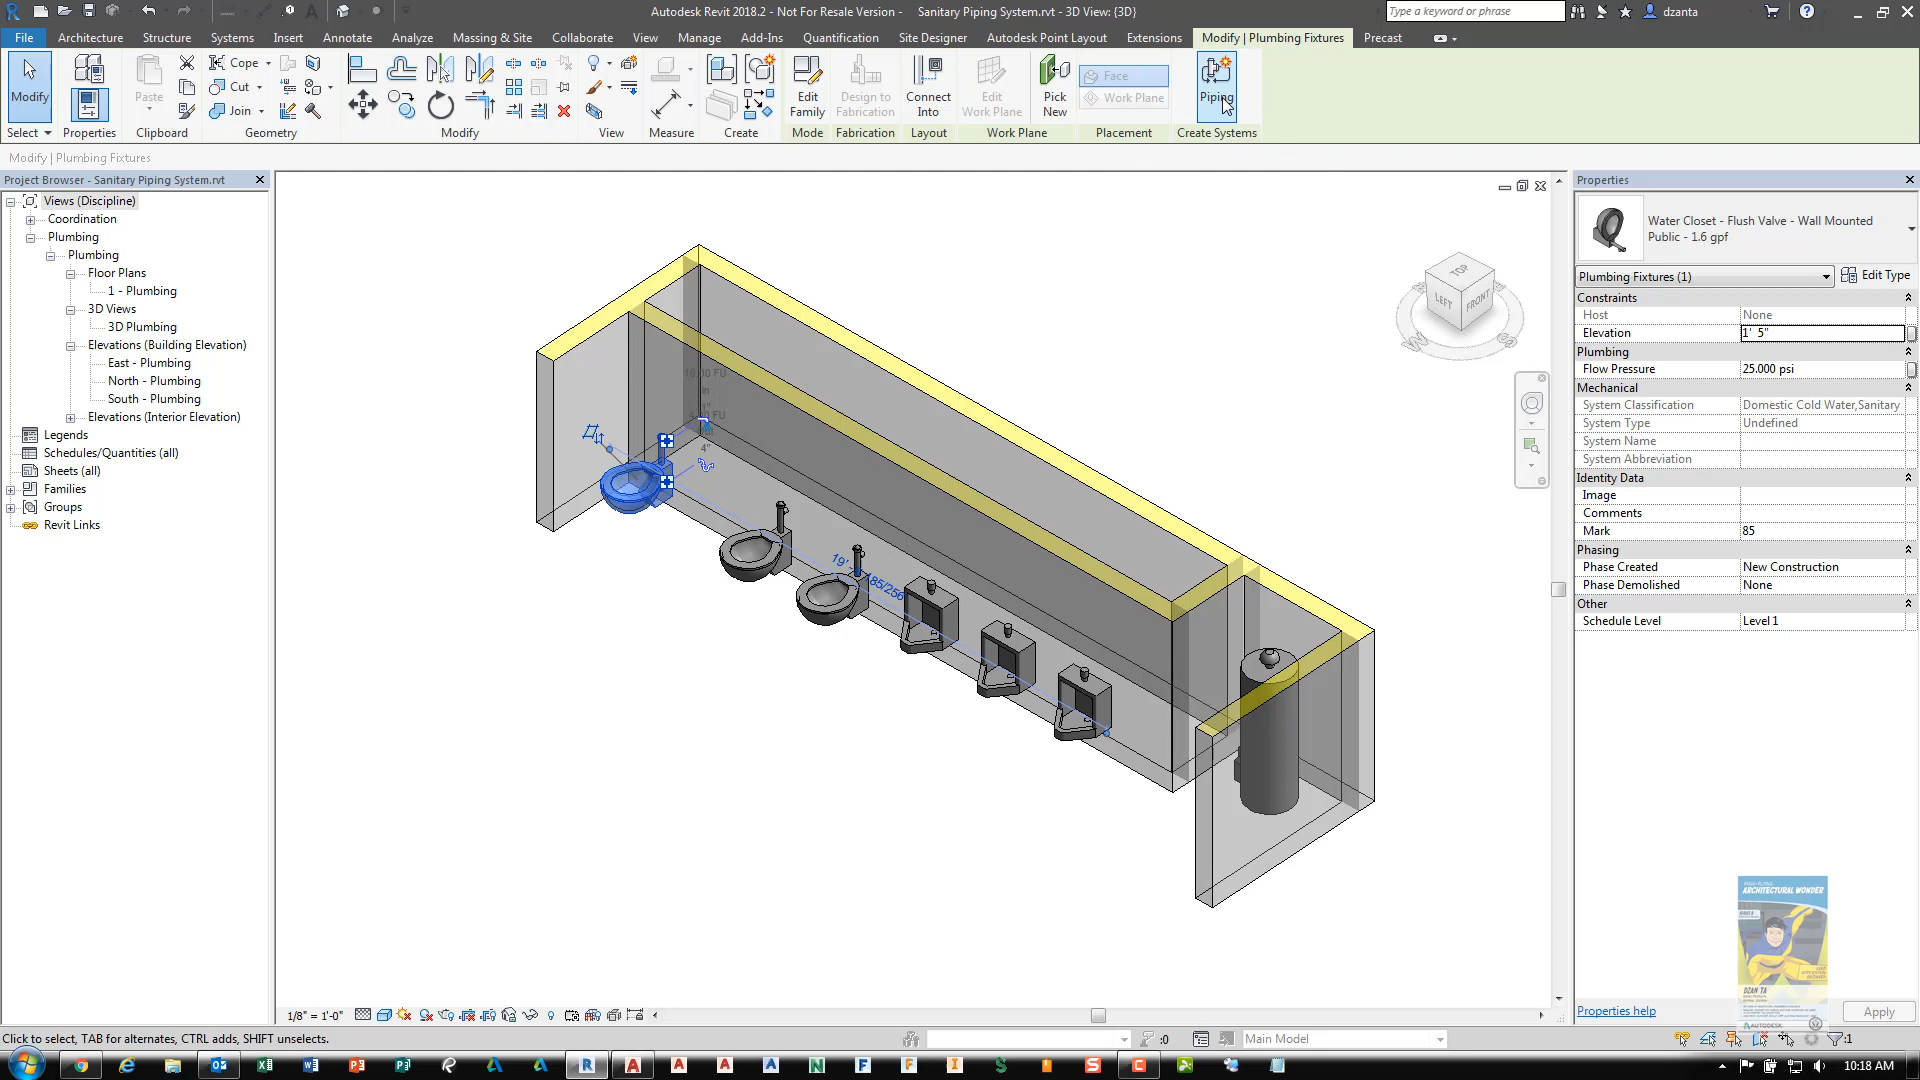 Autodesk Revit 2018.2 - Not For Resale Version - Sanitary Piping System.rvt - 3D View: {3D}
Type a keyword or phrase
dzanta
File Architecture Structure Systems Insert Annotate Analyze Massing & Site Collaborate View Manage Add-Ins Quantification Site Designer Autodesk Point Layout Extensions Modify | Plumbing Fixtures Precast
Modify
Paste
Cope
Cut
Join
Edit Family
Design to Fabrication
Connect Into
Edit Work Plane
Pick New
Face
Work Plane
Piping
Select Properties Clipboard Geometry Modify View Measure Create Mode Fabrication Layout Work Plane Placement Create Systems
Modify | Plumbing Fixtures
Project Browser - Sanitary Piping System.rvt
Views (Discipline)
Coordination
Plumbing
Plumbing
Floor Plans
1 - Plumbing
3D Views
3D Plumbing
Elevations (Building Elevation)
East - Plumbing
North - Plumbing
South - Plumbing
Elevations (Interior Elevation)
Legends
Schedules/Quantities (all)
Sheets (all)
Families
Groups
Revit Links
TOP
LEFT
FRONT
W
S
4"
Properties
Water Closet - Flush Valve - Wall Mounted
Public - 1.6 gpf
Plumbing Fixtures (1)
Edit Type
Constraints
Host None
Elevation 1' 5"
Plumbing
Flow Pressure 25.000 psi
Mechanical
System Classification Domestic Cold Water,Sanitary
System Type Undefined
System Name
System Abbreviation
Identity Data
Image
Comments
Mark 85
Phasing
Phase Created New Construction
Phase Demolished None
Other
Schedule Level Level 1
ARCHITECTURAL WONDER
DZAN TA
AUTODESK
Properties help
Apply
1/8" = 1'-0"
Click to select, TAB for alternates, CTRL adds, SHIFT unselects.
:0
Main Model
:1
10:18 AM